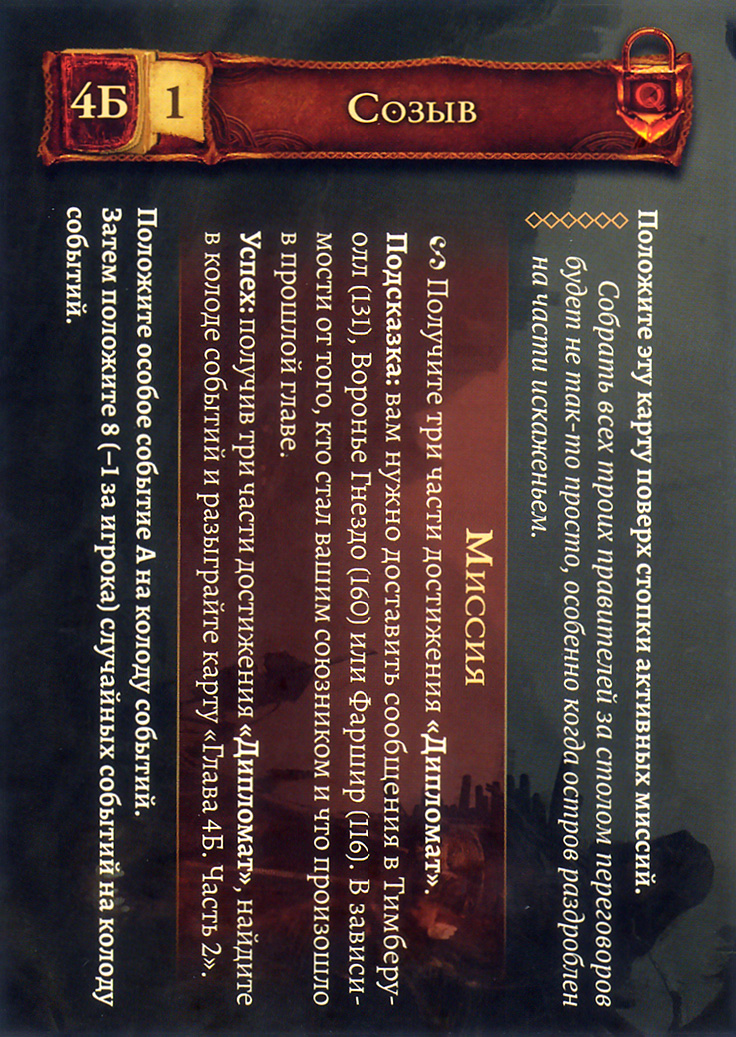 4Б
1
Созыв
Положите эту карту поверх стопки активных миссий.
Собрать всех троих правителей за столом переговоров
будет не так-то просто, особенно когда остров раздроблен
на части искаженьем.
Миссия
Получите три части достижения «Дипломат».
Подсказка: вам нужно доставить сообщения в Тимберу-
олл (131), Воронье Гнездо (160) или Фаршир (116). В зависи-
мости от того, кто стал вашим союзником и что произошло
в прошлой главе.
Успех: получив три части достижения «Дипломат», найдите
в колоде событий и разыграйте карту «Глава 4Б. Часть 2».
Положите особое событие А на колоду событий.
Затем положите 8 (−1 за игрока) случайных событий на колоду
событий.